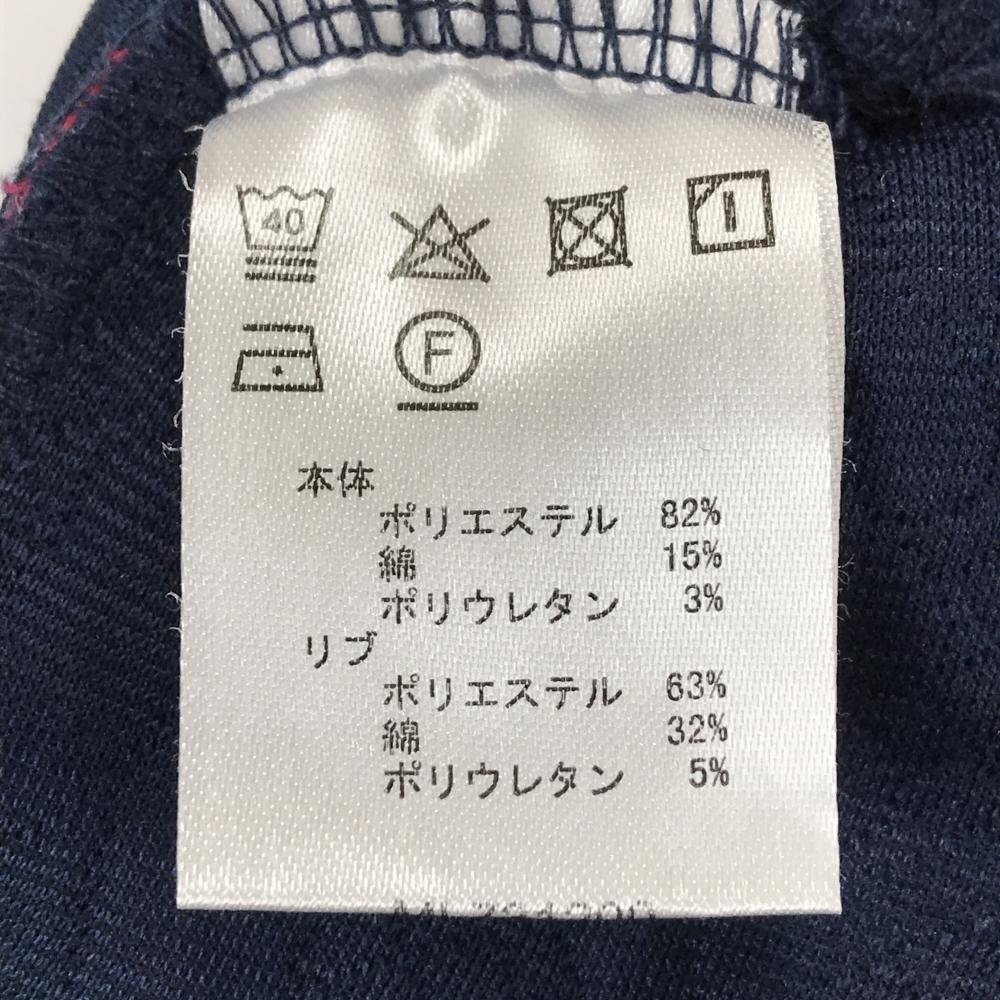 40
F
本体
ポリエステル 82%
綿 15%
ポリウレタン 3%
リブ
ポリエステル 63%
綿 32%
ポリウレタン 5%